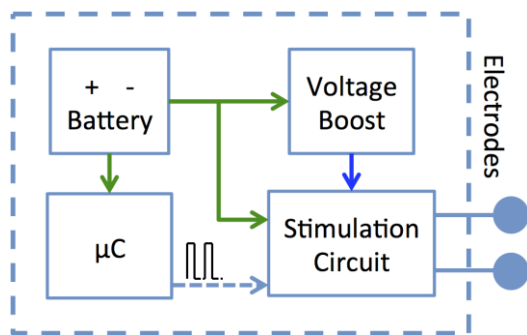 + -
Battery
Voltage
Boost
Electrodes
µC
Stimulation
Circuit